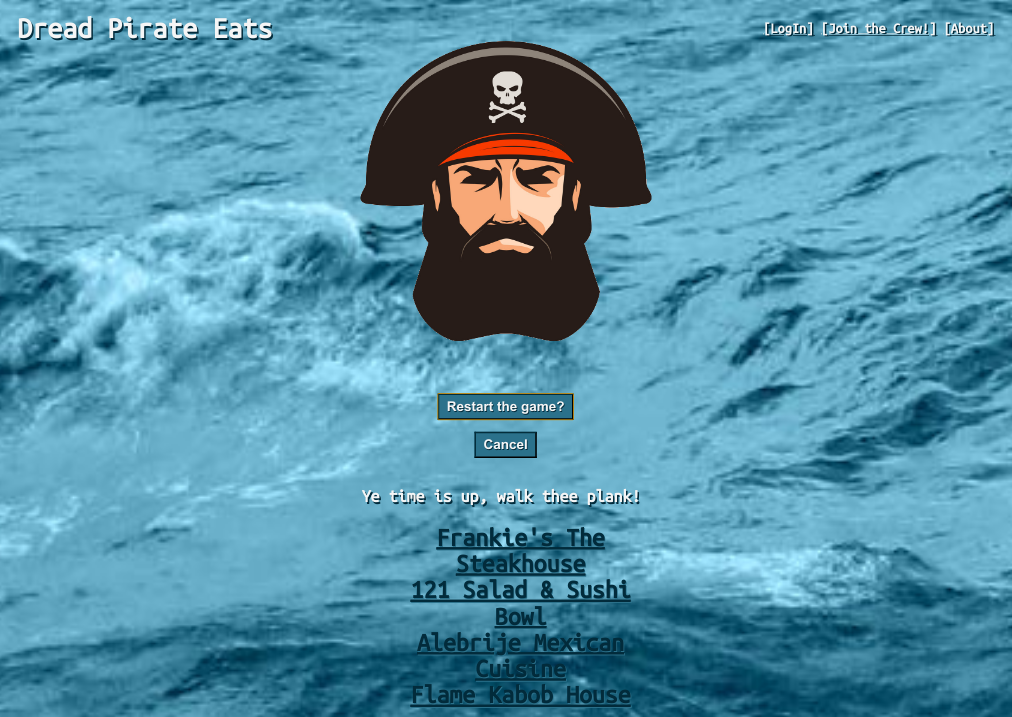 Dread Pirate Eats
[LogIn] [Join the Crew!] [About]
Restart the game?
Cancel
Ye time is up, walk thee plank!
Frankie's The
Steakhouse
121 Salad & Sushi
Bowl
Alebrije Mexican
Cuisine
Flame Kabob House